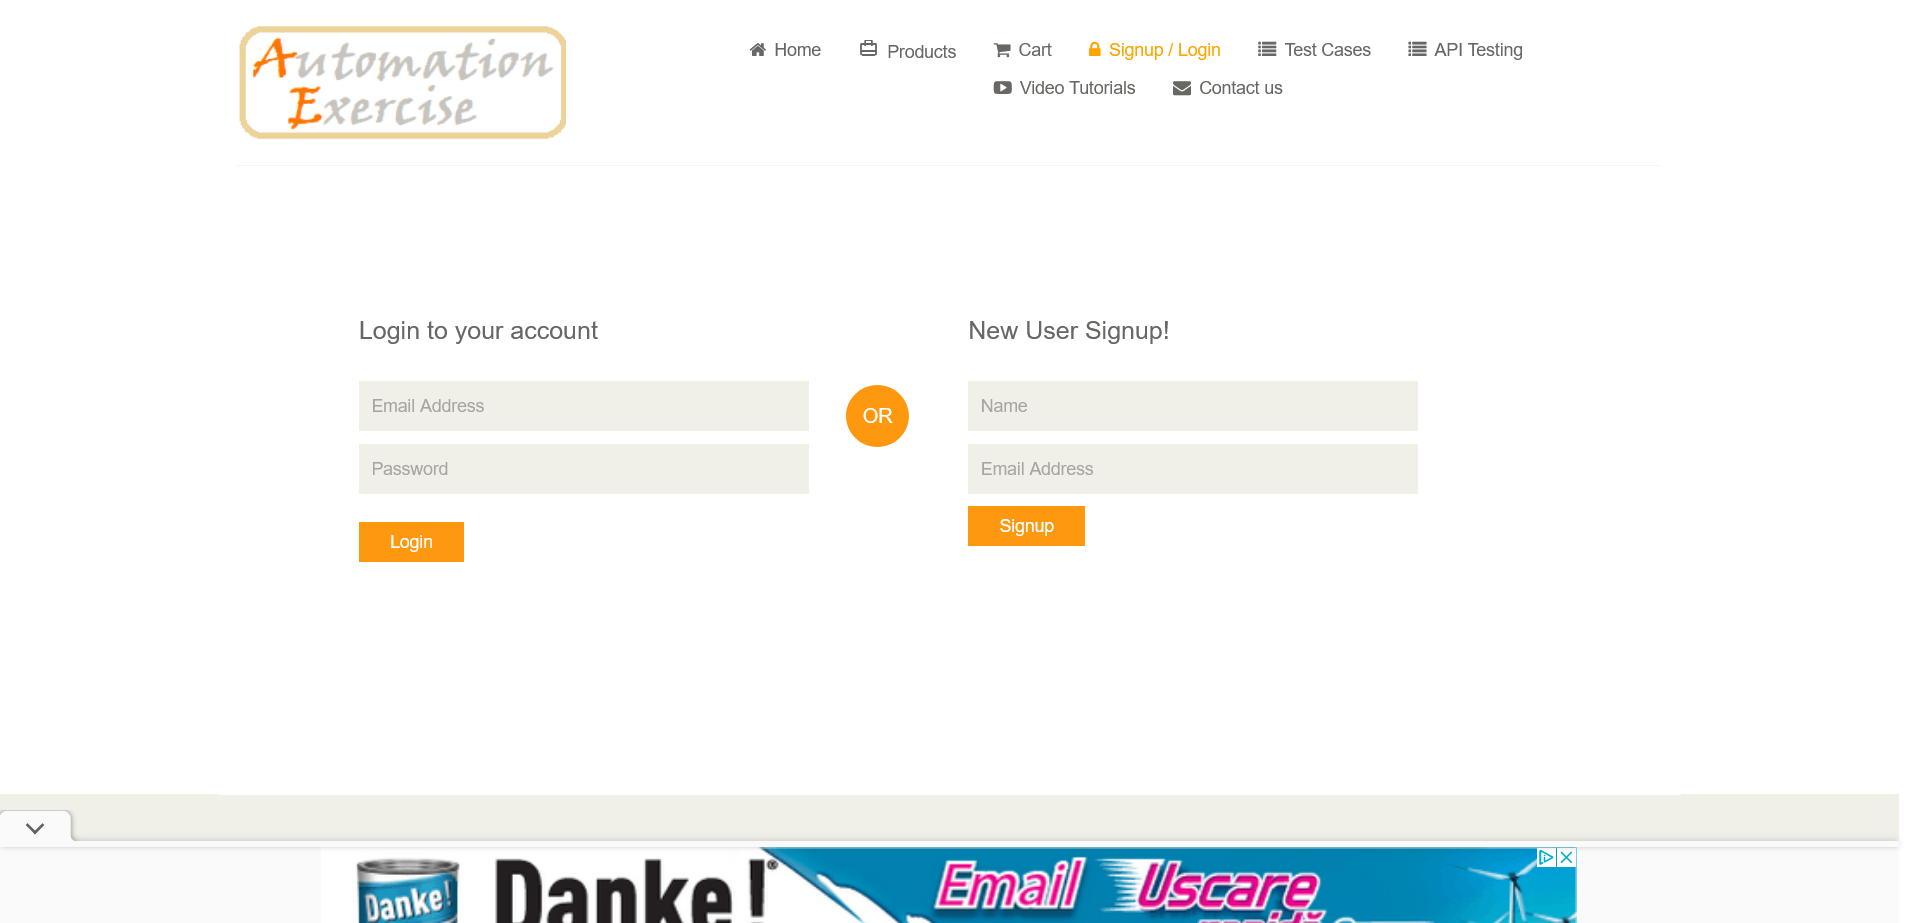 Automation
Exercise
Home
Products
Cart
Signup / Login
Test Cases
API Testing
Video Tutorials
Contact us
Login to your account
New User Signup!
Email Address
Password
Login
OR
Name
Email Address
Signup
Danke!
Danke!®
Email Uscare